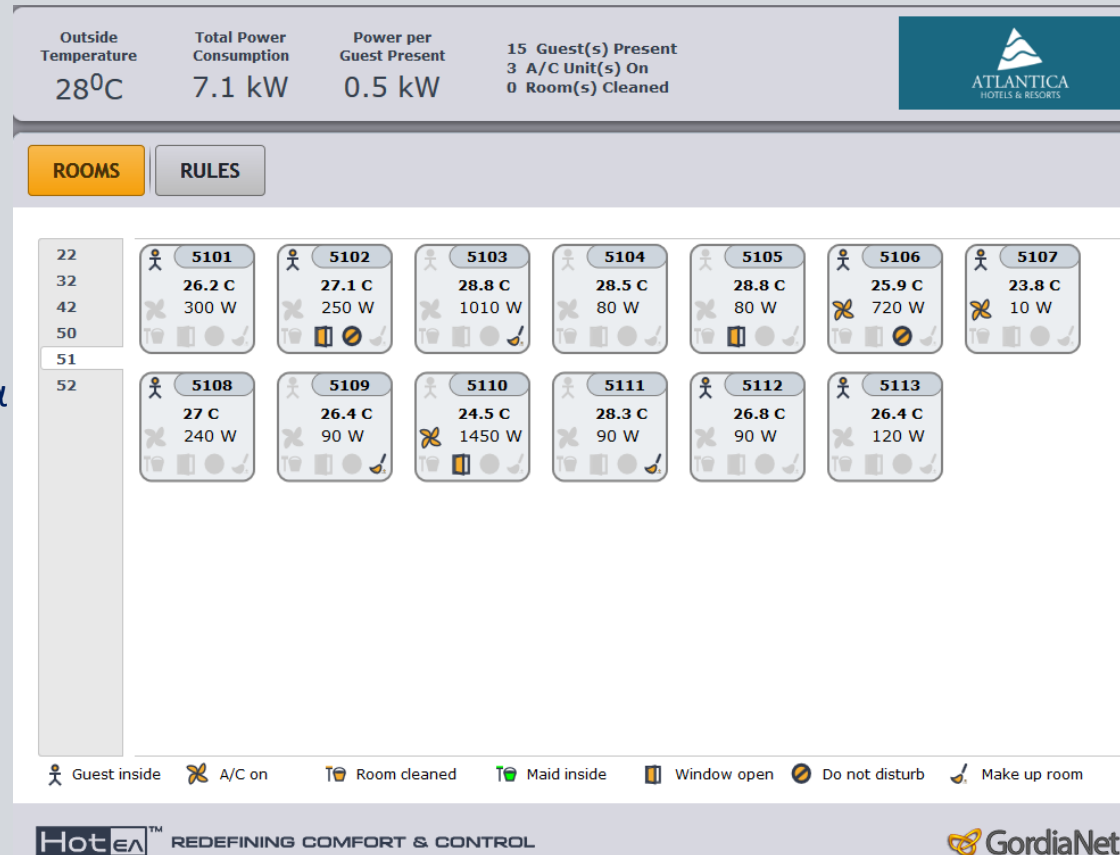 Outside Temperature
28⁰C
Total Power Consumption
7.1 kW
Power per Guest Present
0.5 kW
15 Guest(s) Present
3 A/C Unit(s) On
0 Room(s) Cleaned
ATLANTICA
HOTELS & RESORTS
ROOMS
RULES
22
32
42
50
51
52
α
5101
26.2 C
300 W
5102
27.1 C
250 W
5103
28.8 C
1010 W
5104
28.5 C
80 W
5105
28.8 C
80 W
5106
25.9 C
720 W
5107
23.8 C
10 W
5108
27 C
240 W
5109
26.4 C
90 W
5110
24.5 C
1450 W
5111
28.3 C
90 W
5112
26.8 C
90 W
5113
26.4 C
120 W
Guest inside A/C on Room cleaned Maid inside Window open Do not disturb Make up room
HotEA™ REDEFINING COMFORT & CONTROL
GordiaNet